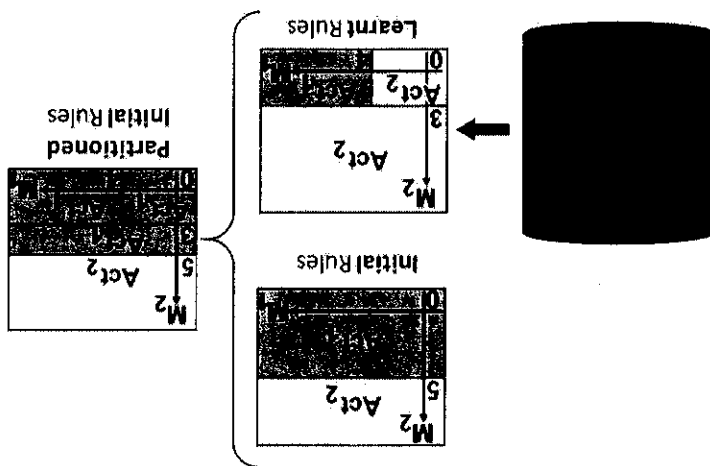 M2
Act2
5
0
Initial Rules
M2
Act2
5
0
Partitioned
Initial Rules
M2
Act2
3
Act2
0
Learnt Rules